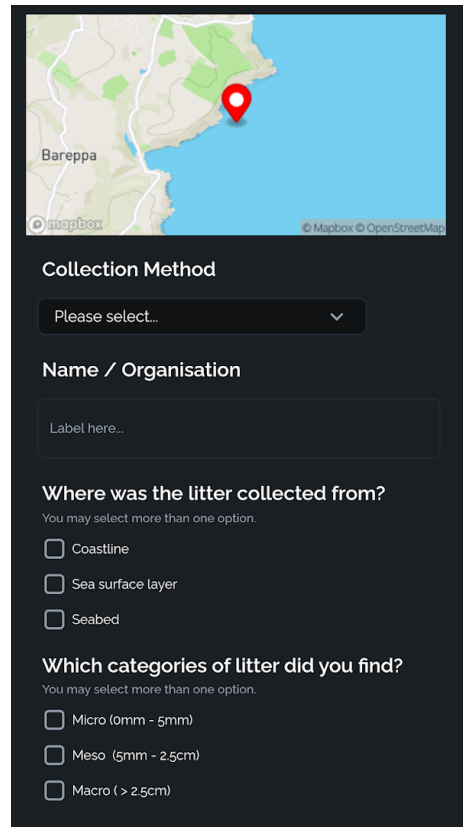 Bareppa
mapbox
© Mapbox © OpenStreetMap
Collection Method
Please select...
Name / Organisation
Label here...
Where was the litter collected from?
You may select more than one option.
Coastline
Sea surface layer
Seabed
Which categories of litter did you find?
You may select more than one option.
Micro (0mm - 5mm)
Meso  (5mm - 2.5cm)
Macro ( > 2.5cm)